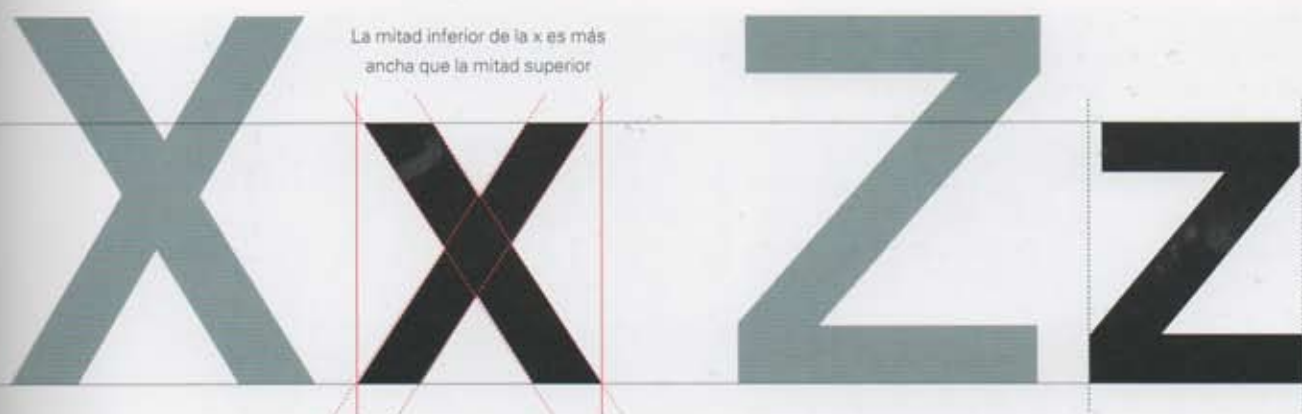 La mitad inferior de la x es más
ancha que la mitad superior
X x Z z